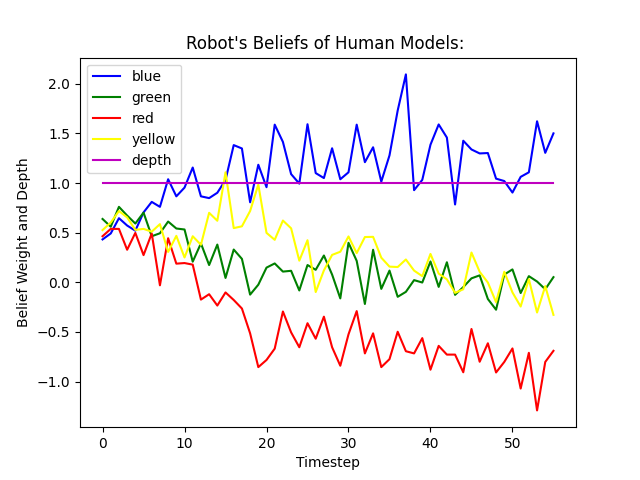 Robot's Beliefs of Human Models:
blue
green
red
yellow
depth
2.0
1.5
1.0
0.5
0.0
−0.5
−1.0
Belief Weight and Depth
0 10 20 30 40 50
Timestep